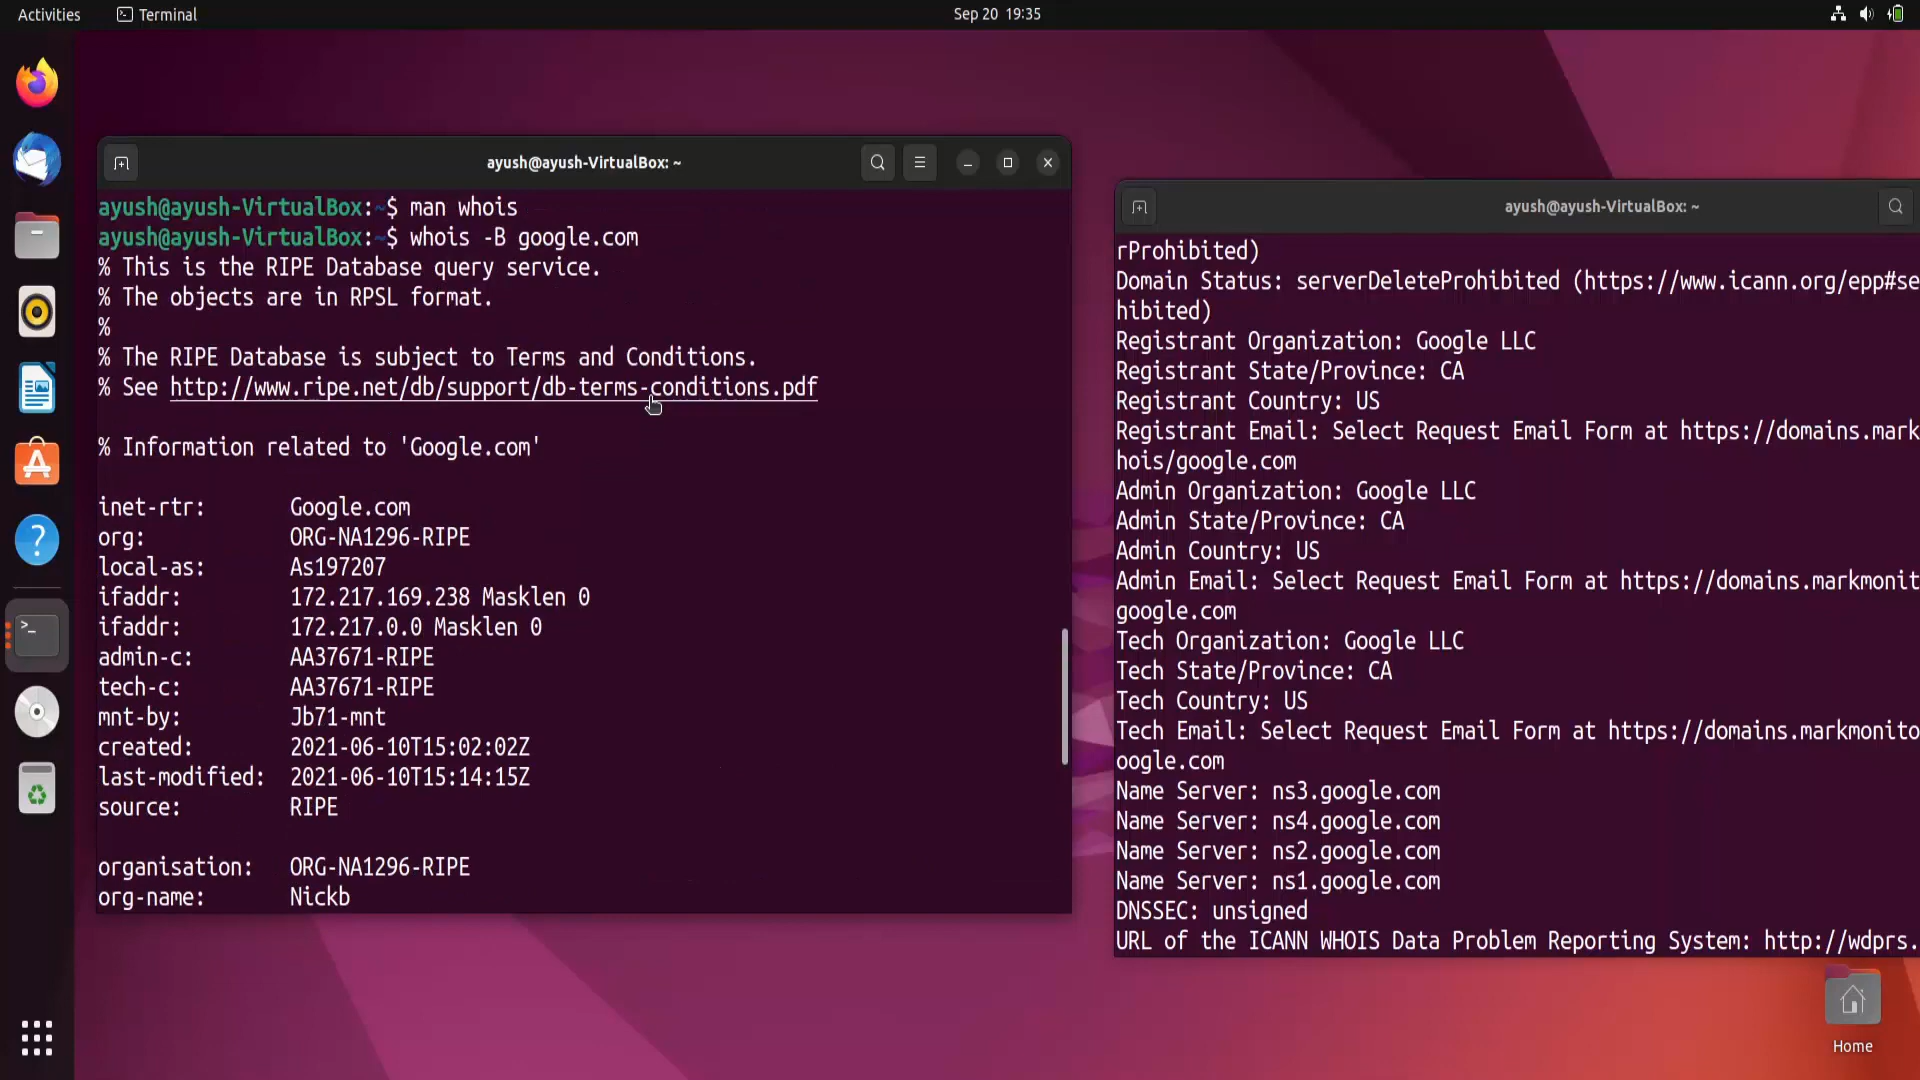 Activities
Terminal
Sep 20 19:35
ayush@ayush-VirtualBox: ~
ayush@ayush-VirtualBox:~$ man whois
ayush@ayush-VirtualBox:~$ whois -B google.com
% This is the RIPE Database query service.
% The objects are in RPSL format.
%
% The RIPE Database is subject to Terms and Conditions.
% See http://www.ripe.net/db/support/db-terms-conditions.pdf
% Information related to 'Google.com'
inet-rtr: Google.com
org: ORG-NA1296-RIPE
local-as: As197207
ifaddr: 172.217.169.238 Masklen 0
ifaddr: 172.217.0.0 Masklen 0
admin-c: AA37671-RIPE
tech-c: AA37671-RIPE
mnt-by: Jb71-mnt
created: 2021-06-10T15:02:02Z
last-modified: 2021-06-10T15:14:15Z
source: RIPE
organisation: ORG-NA1296-RIPE
org-name: Nickb
ayush@ayush-VirtualBox: ~
rProhibited)
Domain Status: serverDeleteProhibited (https://www.icann.org/epp#se
hibited)
Registrant Organization: Google LLC
Registrant State/Province: CA
Registrant Country: US
Registrant Email: Select Request Email Form at https://domains.mark
hois/google.com
Admin Organization: Google LLC
Admin State/Province: CA
Admin Country: US
Admin Email: Select Request Email Form at https://domains.markmonit
google.com
Tech Organization: Google LLC
Tech State/Province: CA
Tech Country: US
Tech Email: Select Request Email Form at https://domains.markmonito
oogle.com
Name Server: ns3.google.com
Name Server: ns4.google.com
Name Server: ns2.google.com
Name Server: ns1.google.com
DNSSEC: unsigned
URL of the ICANN WHOIS Data Problem Reporting System: http://wdprs.
Home